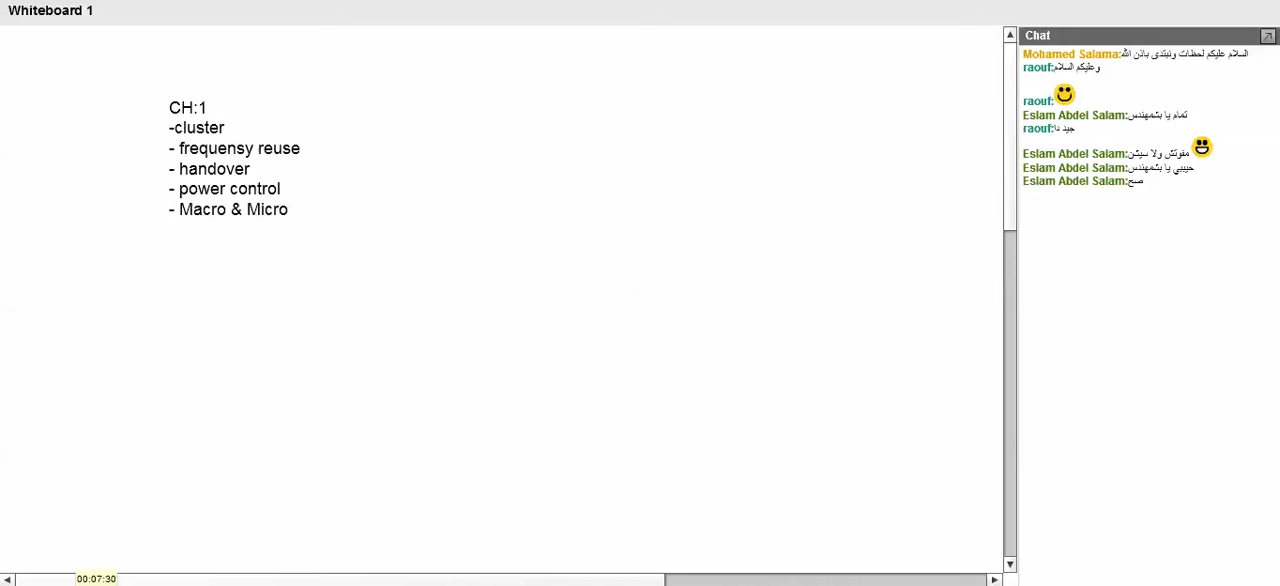 Whiteboard 1
CH:1
-cluster
- frequensy reuse
- handover
- power control
- Macro & Micro
Chat
Mohamed Salama:السلام عليكم لحظات ونبتدى باذن الله
raouf:وعليكم السلام
raouf:
Eslam Abdel Salam:تمام يا بشمهندس
raouf:جيد دا
Eslam Abdel Salam:مفوتش ولا سيشن
Eslam Abdel Salam:حبيبي يا بشمهندس
Eslam Abdel Salam:صح
00:07:30